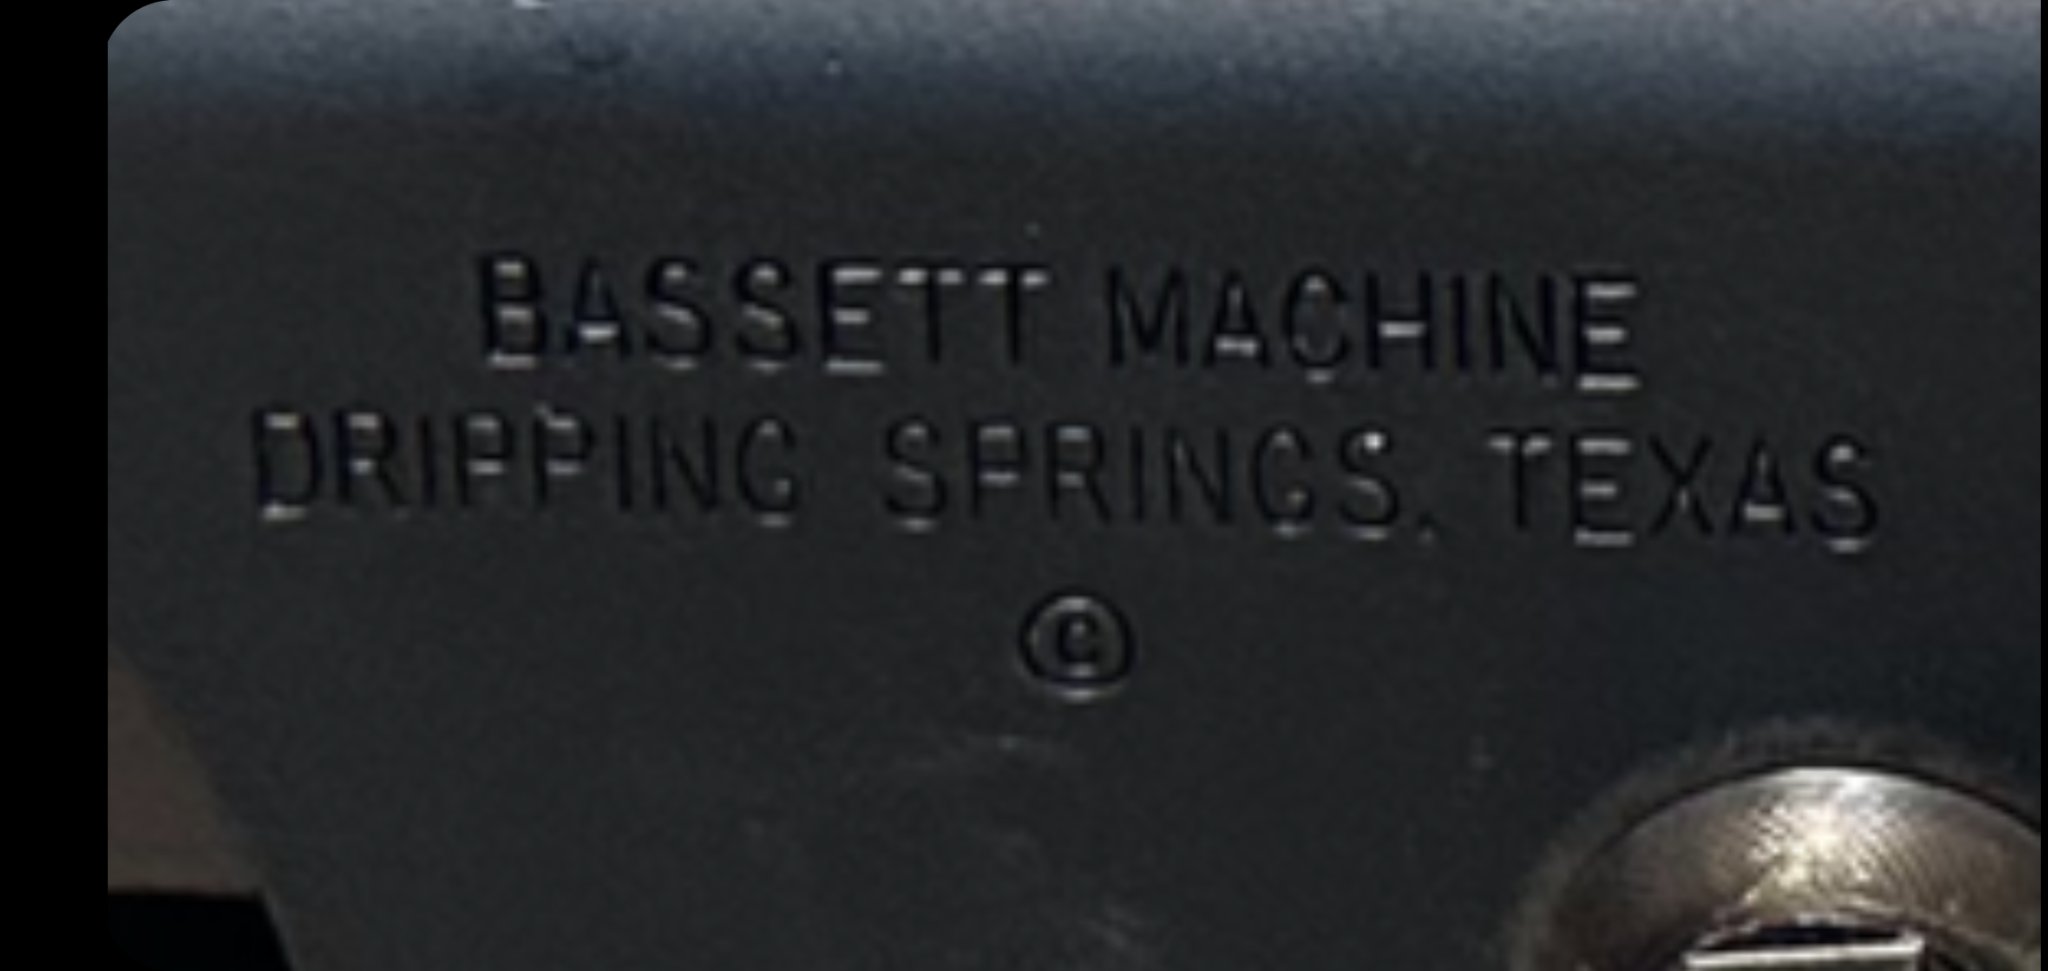 BASSETT MACHINE
DRIPPING SPRINGS, TEXAS
©